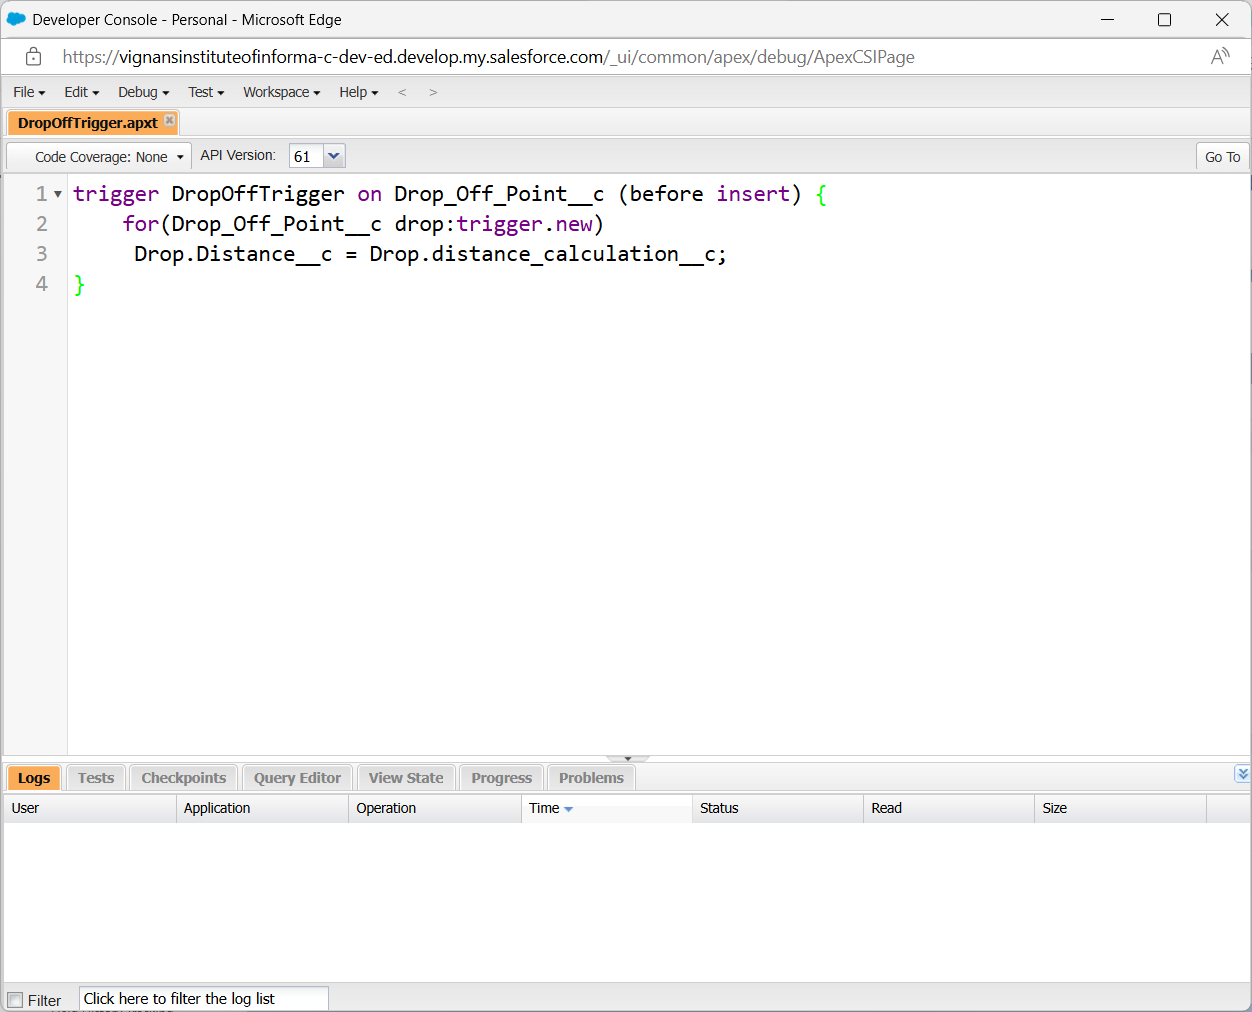 Developer Console - Personal - Microsoft Edge
https://vignansinstituteofinforma-c-dev-ed.develop.my.salesforce.com/_ui/common/apex/debug/ApexCSIPage
File Edit Debug Test Workspace Help < >
DropOffTrigger.apxt
Code Coverage: None API Version: 61 Go To
1 trigger DropOffTrigger on Drop_Off_Point__c (before insert) {
2 for(Drop_Off_Point__c drop:trigger.new)
3 Drop.Distance__c = Drop.distance_calculation__c;
4 }
Logs Tests Checkpoints Query Editor View State Progress Problems
User Application Operation Time Status Read Size
Filter Click here to filter the log list